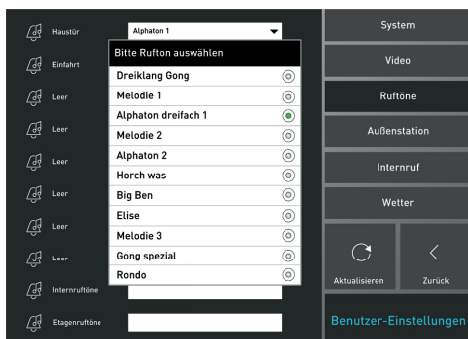 Haustür
Alphaton 1
Einfahrt
Leer
Leer
Leer
Leer
Leer
Leer
Internruftöne
Etagenruftöne
Bitte Rufton auswählen
Dreiklang Gong
Melodie 1
Alphaton dreifach 1
Melodie 2
Alphaton 2
Horch was
Big Ben
Elise
Melodie 3
Gong spezial
Rondo
System
Video
Ruftöne
Außenstation
Internruf
Wetter
Aktualisieren
Zurück
Benutzer-Einstellungen